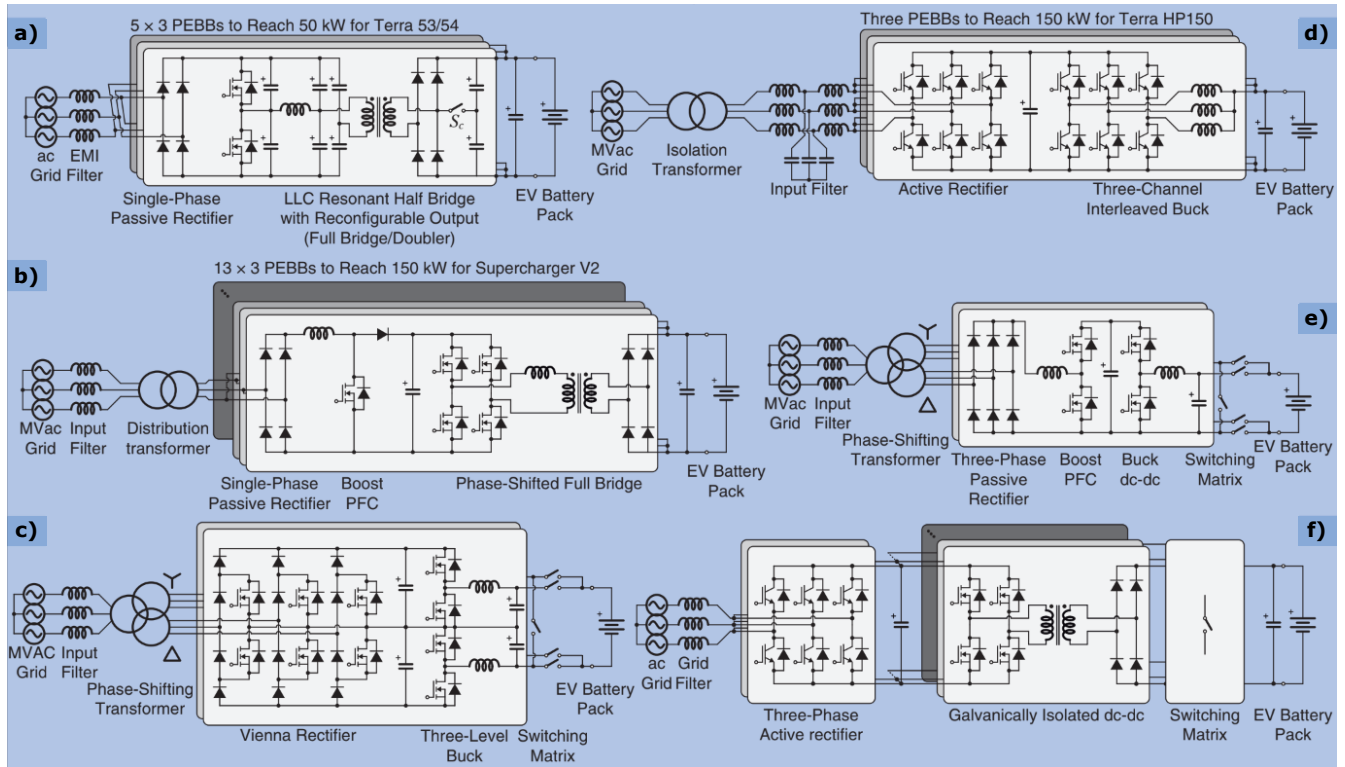 a)
5 × 3 PEBBs to Reach 50 kW for Terra 53/54
ac
Grid
EMI
Filter
Single-Phase
Passive Rectifier
S_c
LLC Resonant Half Bridge
with Reconfigurable Output
(Full Bridge/Doubler)
EV Battery
Pack
d)
Three PEBBs to Reach 150 kW for Terra HP150
MVac
Grid
Isolation
Transformer
Input Filter
Active Rectifier
Three-Channel
Interleaved Buck
EV Battery
Pack
b)
13 × 3 PEBBs to Reach 150 kW for Supercharger V2
MVac
Grid
Input
Filter
Distribution
transformer
Single-Phase
Passive Rectifier
Boost
PFC
Phase-Shifted Full Bridge
EV Battery
Pack
e)
MVac
Grid
Input
Filter
Phase-Shifting
Transformer
Three-Phase
Passive
Rectifier
Boost
PFC
Buck
dc-dc
Switching
Matrix
EV Battery
Pack
c)
MVAC
Grid
Input
Filter
Phase-Shifting
Transformer
Vienna Rectifier
Three-Level
Buck
Switching
Matrix
EV Battery
Pack
f)
ac
Grid
Grid
Filter
Three-Phase
Active rectifier
Galvanically Isolated dc-dc
Switching
Matrix
EV Battery
Pack